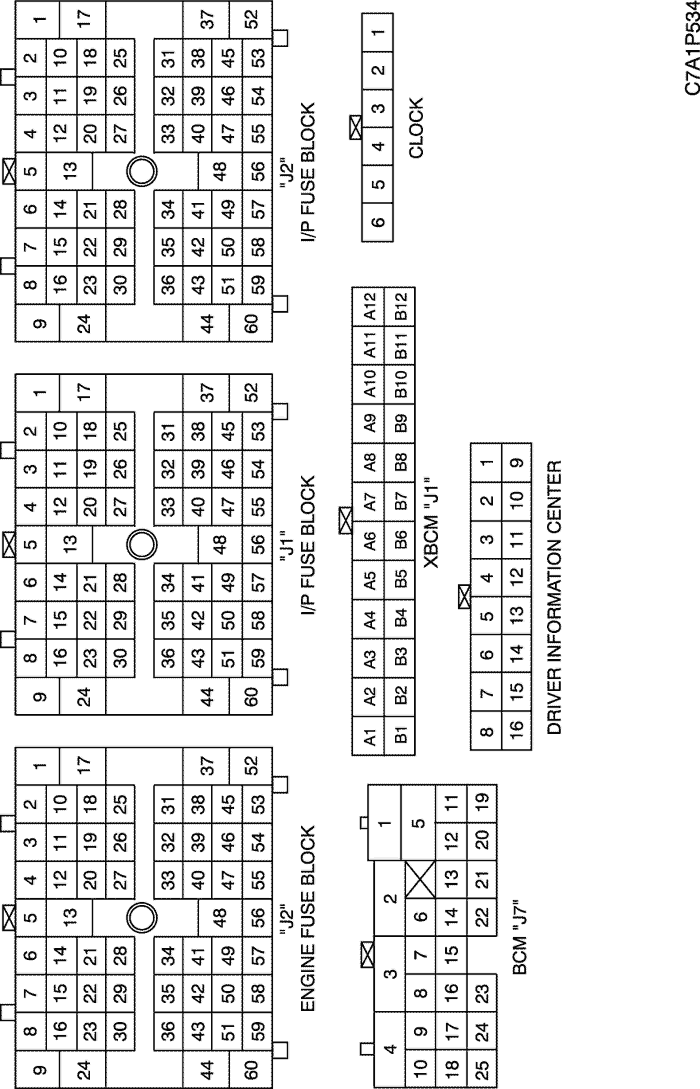 9 8 7 6 5 4 3 2 1
24 16 15 14 13 12 11 10 17
23 22 21 20 19 18
30 29 28 27 26 25
36 35 34 33 32 31
44 43 42 41 48 40 39 38 37
51 50 49 47 46 45
60 59 58 57 56 55 54 53 52
"J2"
ENGINE FUSE BLOCK
9 8 7 6 5 4 3 2 1
24 16 15 14 13 12 11 10 17
23 22 21 20 19 18
30 29 28 27 26 25
36 35 34 33 32 31
44 43 42 41 48 40 39 38 37
51 50 49 47 46 45
60 59 58 57 56 55 54 53 52
"J1"
I/P FUSE BLOCK
9 8 7 6 5 4 3 2 1
24 16 15 14 13 12 11 10 17
23 22 21 20 19 18
30 29 28 27 26 25
36 35 34 33 32 31
44 43 42 41 48 40 39 38 37
51 50 49 47 46 45
60 59 58 57 56 55 54 53 52
"J2"
I/P FUSE BLOCK
4 3 2 1
10 9 8 7 6 5
18 17 16 15 14 13 12 11
25 24 23 22 21 20 19
BCM "J7"
A1 A2 A3 A4 A5 A6 A7 A8 A9 A10 A11 A12
B1 B2 B3 B4 B5 B6 B7 B8 B9 B10 B11 B12
XBCM "J1"
6 5 4 3 2 1
CLOCK
8 7 6 5 4 3 2 1
16 15 14 13 12 11 10 9
DRIVER INFORMATION CENTER
C7A1P534